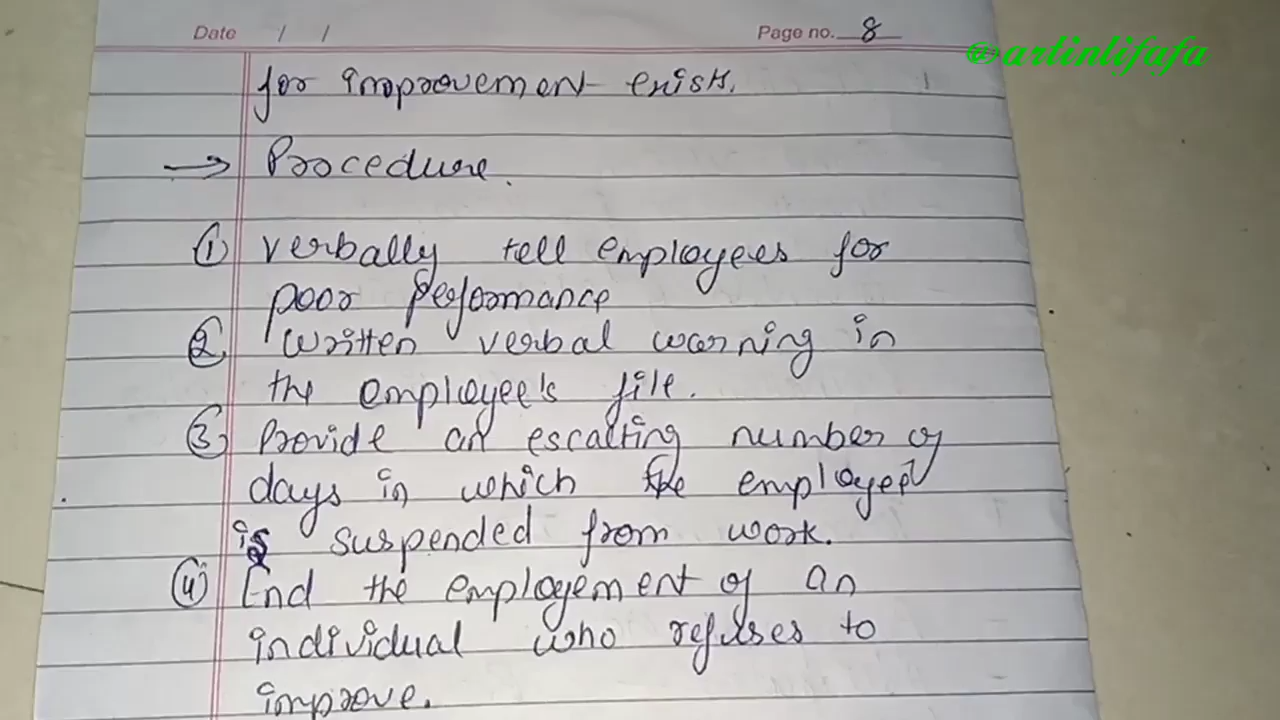 Date / /
Page no. 8
@artinlifafa
for improvement exists.
→ Procedure.
① Verbally tell employees for
poor performance
② Written verbal warning in
the employee's file.
③ Provide an escalting number of
days in which the employee
is suspended from work.
④ End the employement of an
individual who refuses to
improve.